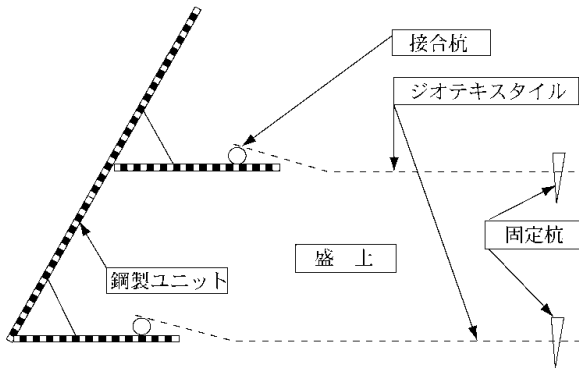 接合杭
ジオテキスタイル
固定杭
盛　土
鋼製ユニット